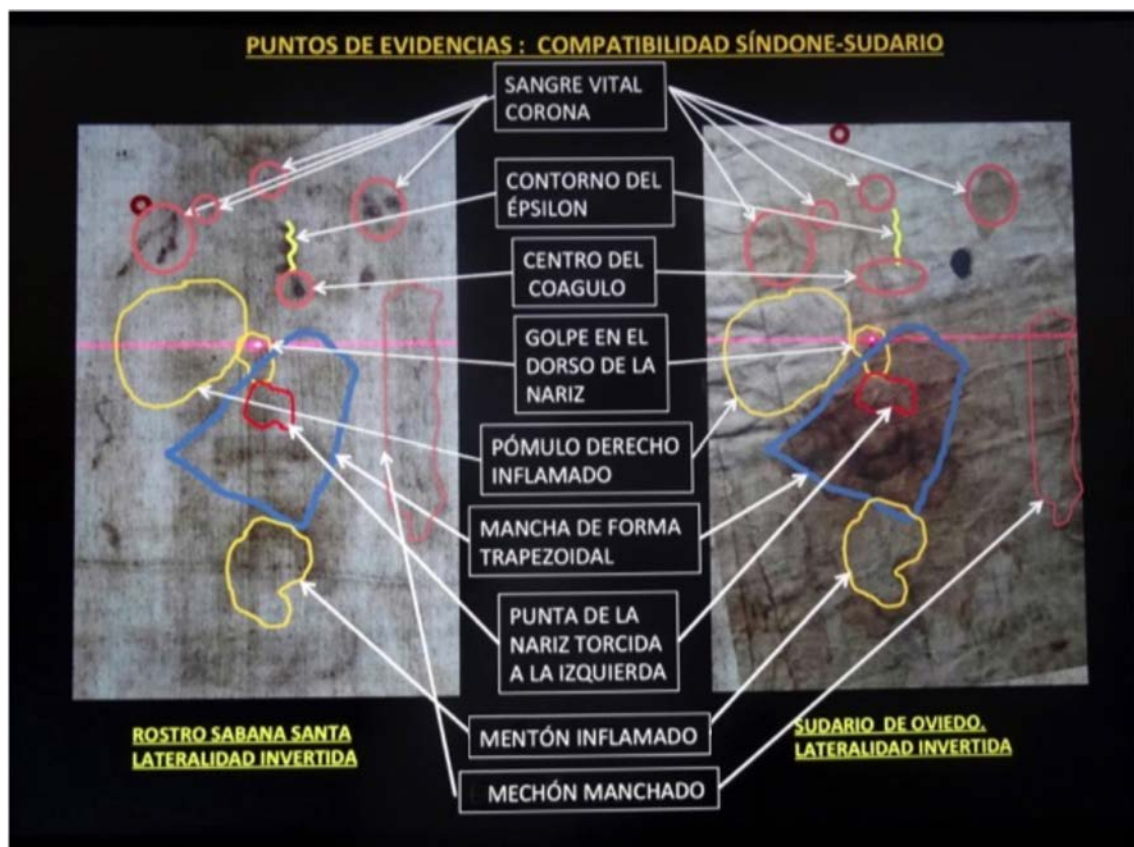 PUNTOS DE EVIDENCIAS : COMPATIBILIDAD SÍNDONE-SUDARIO
SANGRE VITAL
CORONA
CONTORNO DEL
ÉPSILON
CENTRO DEL
COAGULO
GOLPE EN EL
DORSO DE LA
NARIZ
PÓMULO DERECHO
INFLAMADO
MANCHA DE FORMA
TRAPEZOIDAL
PUNTA DE LA
NARIZ TORCIDA
A LA IZQUIERDA
MENTÓN INFLAMADO
MECHÓN MANCHADO
ROSTRO SABANA SANTA
LATERALIDAD INVERTIDA
SUDARIO DE OVIEDO.
LATERALIDAD INVERTIDA